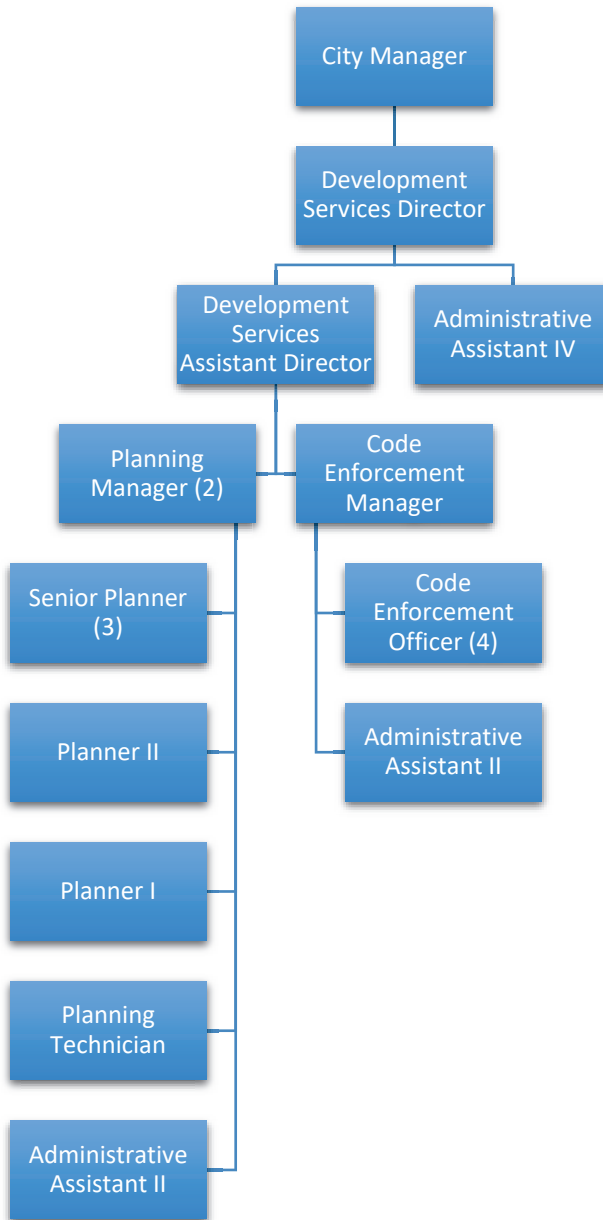 City Manager
Development
Services Director
Development
Services
Assistant Director
Administrative
Assistant IV
Planning
Manager (2)
Code
Enforcement
Manager
Senior Planner
(3)
Planner II
Planner I
Planning
Technician
Administrative
Assistant II
Code
Enforcement
Officer (4)
Administrative
Assistant II